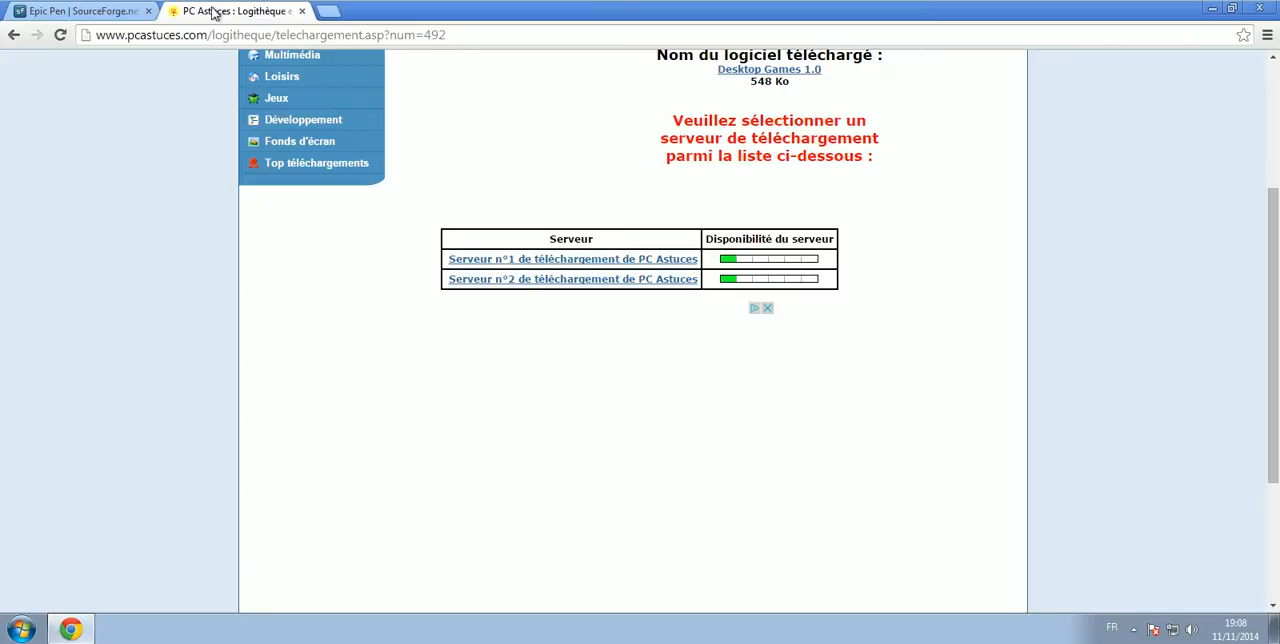 Epic Pen | SourceForge.ne
PC Astuces : Logithèque e
www.pcastuces.com/logitheque/telechargement.asp?num=492
Multimédia
Loisirs
Jeux
Développement
Fonds d'écran
Top téléchargements
Nom du logiciel téléchargé :
Desktop Games 1.0
548 Ko
Veuillez sélectionner un
serveur de téléchargement
parmi la liste ci-dessous :
Serveur Disponibilité du serveur
Serveur n°1 de téléchargement de PC Astuces
Serveur n°2 de téléchargement de PC Astuces
FR
19:08
11/11/2014